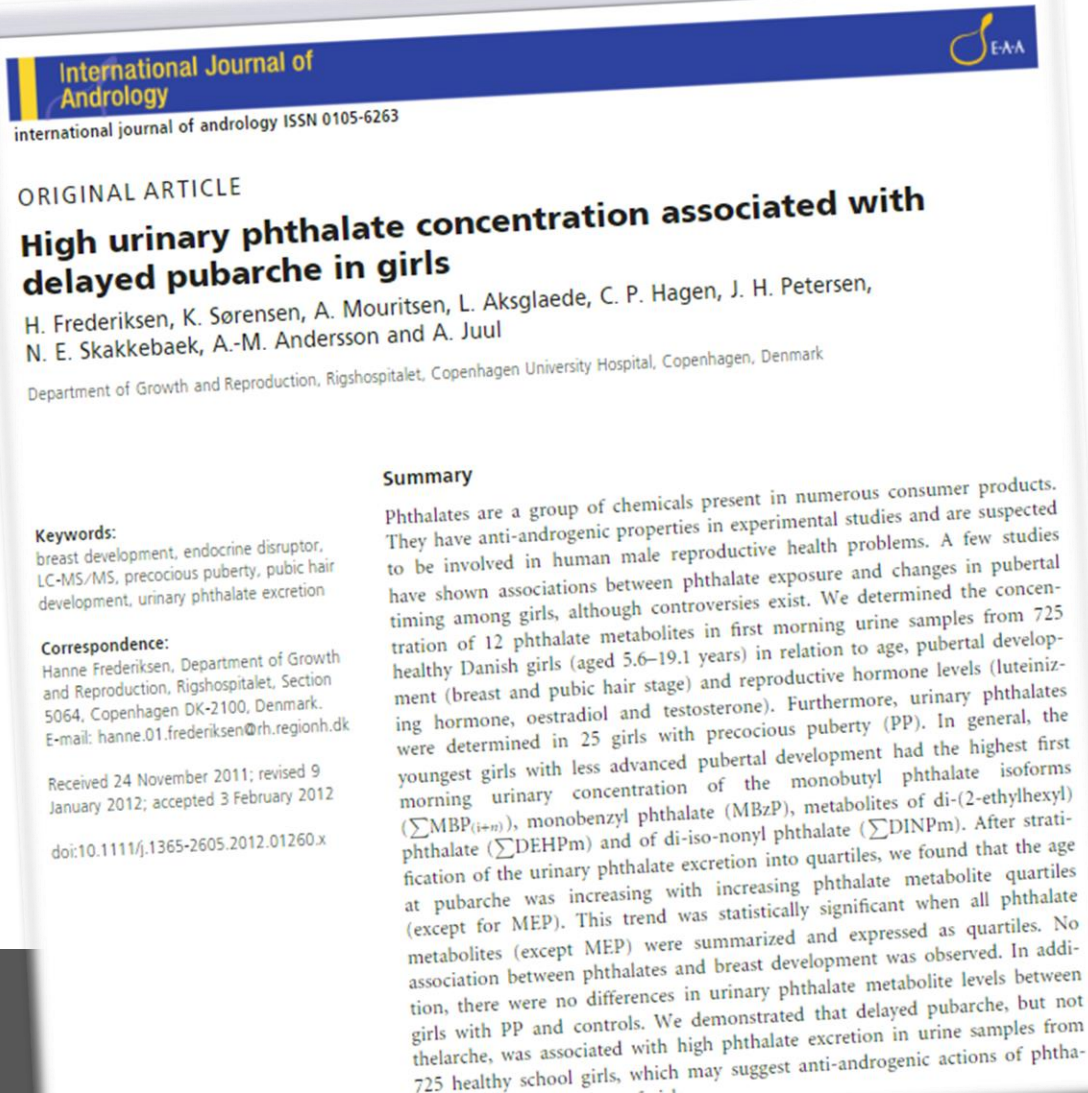 International Journal of
Andrology
E·A·A
international journal of andrology ISSN 0105-6263
ORIGINAL ARTICLE
High urinary phthalate concentration associated with
delayed pubarche in girls
H. Frederiksen, K. Sørensen, A. Mouritsen, L. Aksglaede, C. P. Hagen, J. H. Petersen,
N. E. Skakkebaek, A.-M. Andersson and A. Juul
Department of Growth and Reproduction, Rigshospitalet, Copenhagen University Hospital, Copenhagen, Denmark
Keywords:
breast development, endocrine disruptor,
LC-MS/MS, precocious puberty, pubic hair
development, urinary phthalate excretion
Correspondence:
Hanne Frederiksen, Department of Growth
and Reproduction, Rigshospitalet, Section
5064, Copenhagen DK-2100, Denmark.
E-mail: hanne.01.frederiksen@rh.regionh.dk
Received 24 November 2011; revised 9
January 2012; accepted 3 February 2012
doi:10.1111/j.1365-2605.2012.01260.x
Summary
Phthalates are a group of chemicals present in numerous consumer products.
They have anti-androgenic properties in experimental studies and are suspected
to be involved in human male reproductive health problems. A few studies
have shown associations between phthalate exposure and changes in pubertal
timing among girls, although controversies exist. We determined the concen-
tration of 12 phthalate metabolites in first morning urine samples from 725
healthy Danish girls (aged 5.6–19.1 years) in relation to age, pubertal develop-
ment (breast and pubic hair stage) and reproductive hormone levels (luteiniz-
ing hormone, oestradiol and testosterone). Furthermore, urinary phthalates
were determined in 25 girls with precocious puberty (PP). In general, the
youngest girls with less advanced pubertal development had the highest first
morning urinary concentration of the monobutyl phthalate isoforms
(∑MBP(i+n)), monobenzyl phthalate (MBzP), metabolites of di-(2-ethylhexyl)
phthalate (∑DEHPm) and of di-iso-nonyl phthalate (∑DINPm). After strati-
fication of the urinary phthalate excretion into quartiles, we found that the age
at pubarche was increasing with increasing phthalate metabolite quartiles
(except for MEP). This trend was statistically significant when all phthalate
metabolites (except MEP) were summarized and expressed as quartiles. No
association between phthalates and breast development was observed. In addi-
tion, there were no differences in urinary phthalate metabolite levels between
girls with PP and controls. We demonstrated that delayed pubarche, but not
thelarche, was associated with high phthalate excretion in urine samples from
725 healthy school girls, which may suggest anti-androgenic actions of phtha-